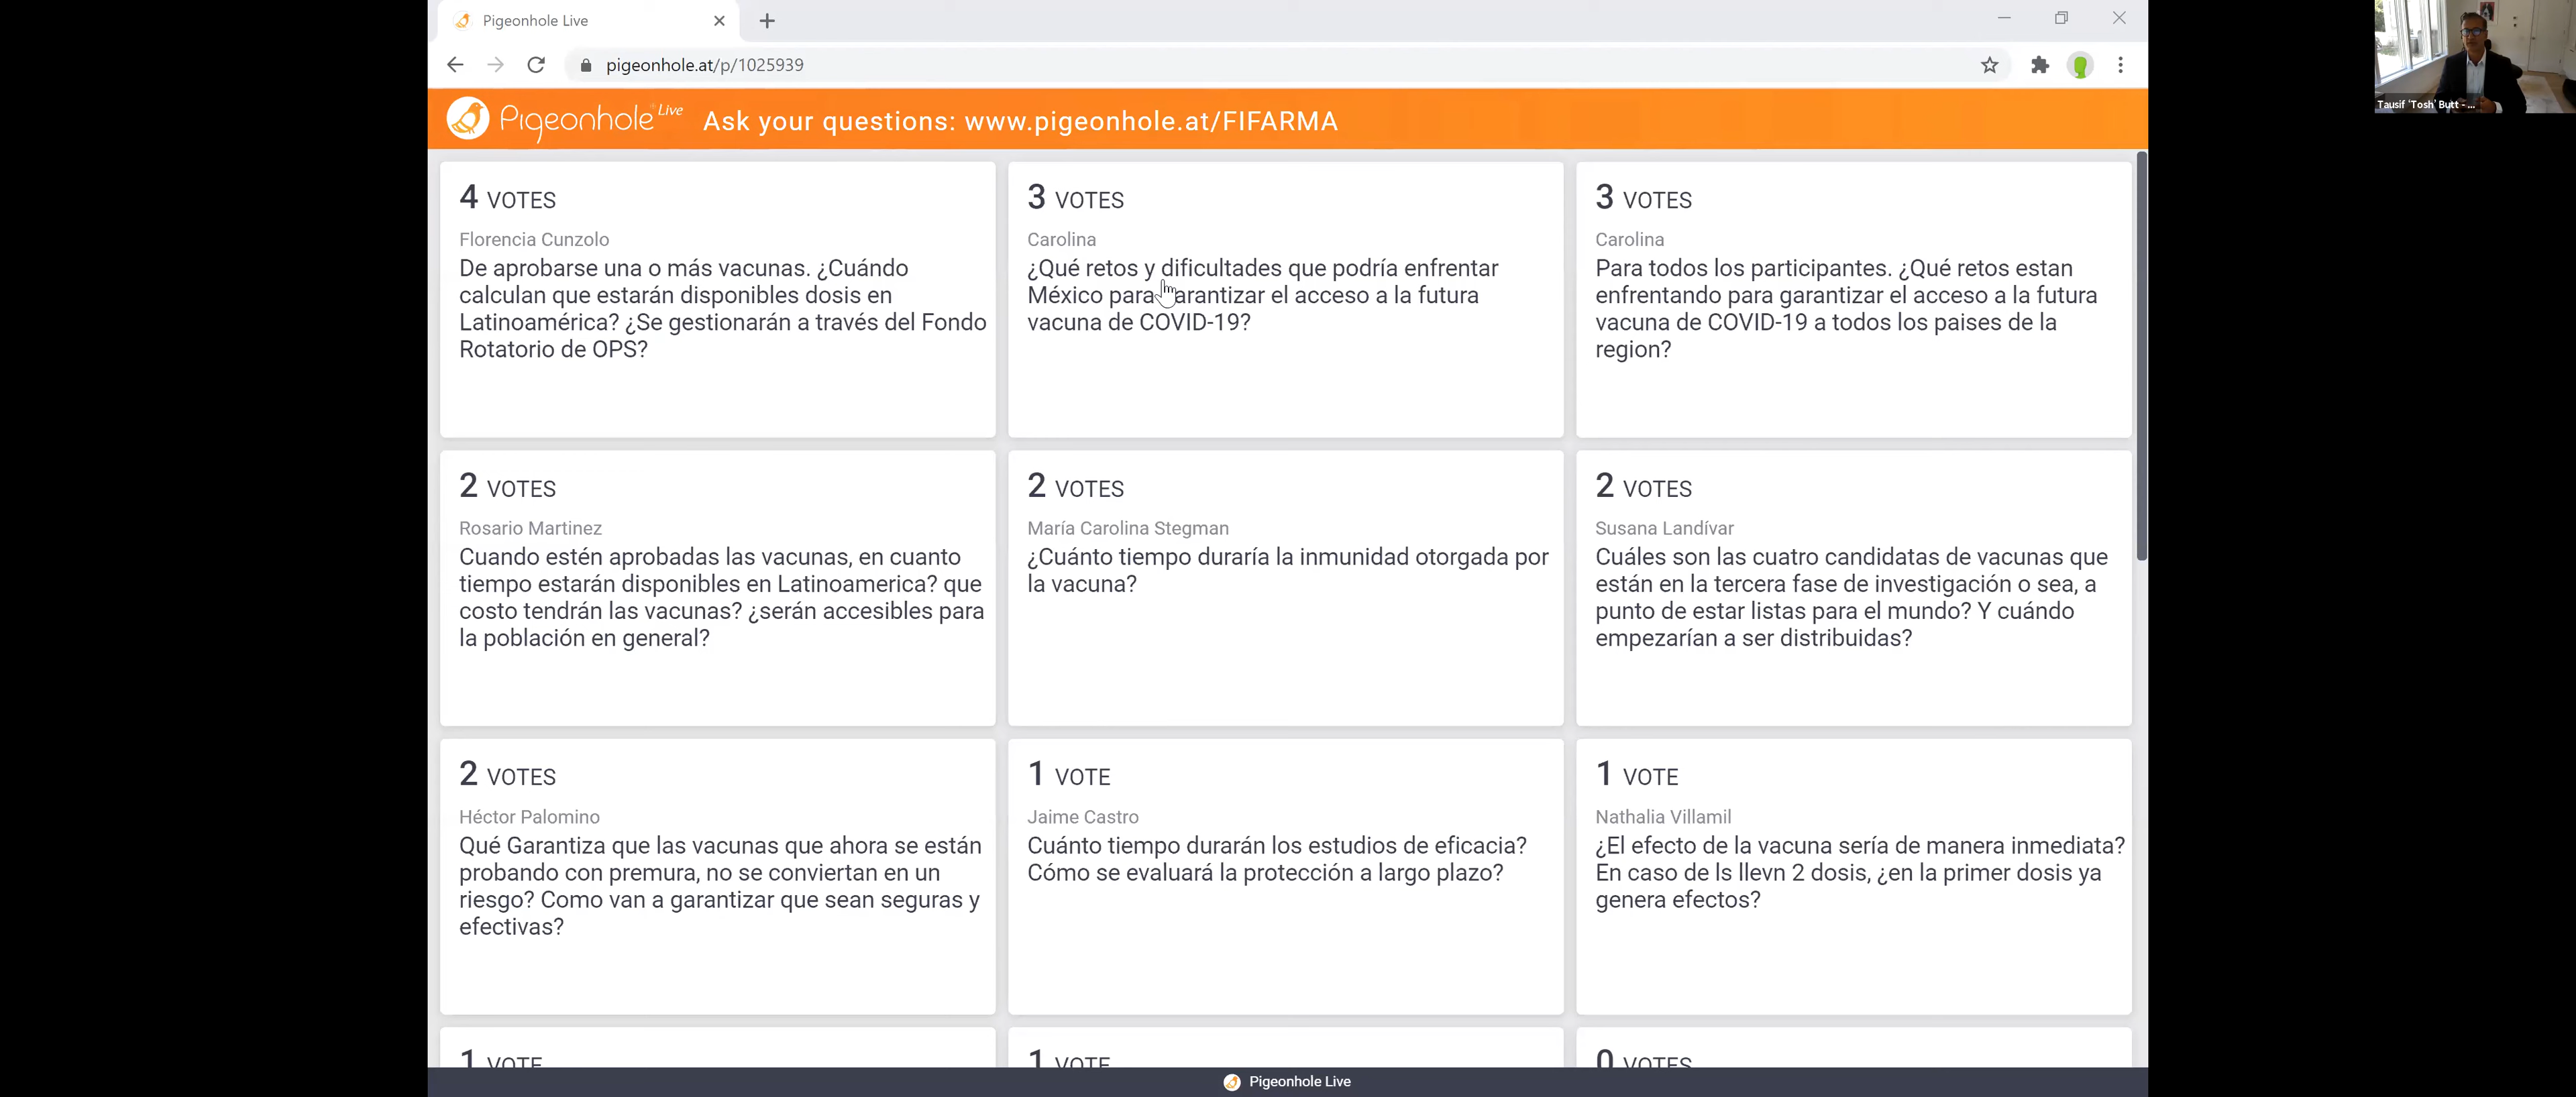 Pigeonhole Live
pigeonhole.at/p/1025939
Pigeonhole Live Ask your questions: www.pigeonhole.at/FIFARMA
Tausif 'Tosh' Butt - ...
4 VOTES
Florencia Cunzolo
De aprobarse una o más vacunas. ¿Cuándo
calculan que estarán disponibles dosis en
Latinoamérica? ¿Se gestionarán a través del Fondo
Rotatorio de OPS?
3 VOTES
Carolina
¿Qué retos y dificultades que podría enfrentar
México para garantizar el acceso a la futura
vacuna de COVID-19?
3 VOTES
Carolina
Para todos los participantes. ¿Qué retos estan
enfrentando para garantizar el acceso a la futura
vacuna de COVID-19 a todos los paises de la
region?
2 VOTES
Rosario Martinez
Cuando estén aprobadas las vacunas, en cuanto
tiempo estarán disponibles en Latinoamerica? que
costo tendrán las vacunas? ¿serán accesibles para
la población en general?
2 VOTES
María Carolina Stegman
¿Cuánto tiempo duraría la inmunidad otorgada por
la vacuna?
2 VOTES
Susana Landívar
Cuáles son las cuatro candidatas de vacunas que
están en la tercera fase de investigación o sea, a
punto de estar listas para el mundo? Y cuándo
empezarían a ser distribuidas?
2 VOTES
Héctor Palomino
Qué Garantiza que las vacunas que ahora se están
probando con premura, no se conviertan en un
riesgo? Como van a garantizar que sean seguras y
efectivas?
1 VOTE
Jaime Castro
Cuánto tiempo durarán los estudios de eficacia?
Cómo se evaluará la protección a largo plazo?
1 VOTE
Nathalia Villamil
¿El efecto de la vacuna sería de manera inmediata?
En caso de ls llevn 2 dosis, ¿en la primer dosis ya
genera efectos?
1 VOTE
1 VOTE
0 VOTES
Pigeonhole Live